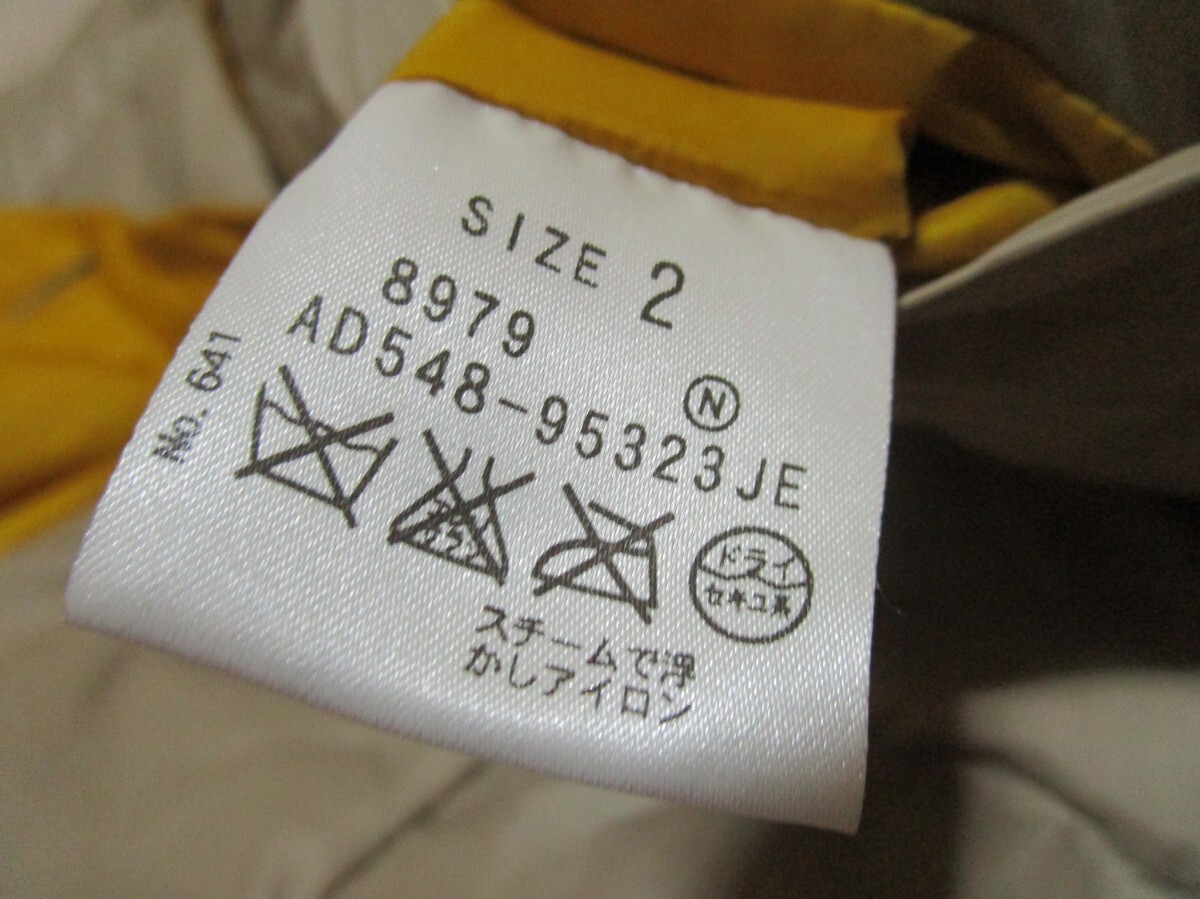 SIZE 2
8979
N
AD548-95323JE
No. 641
ドライ
セキユ系
スチームで浮
かしアイロン